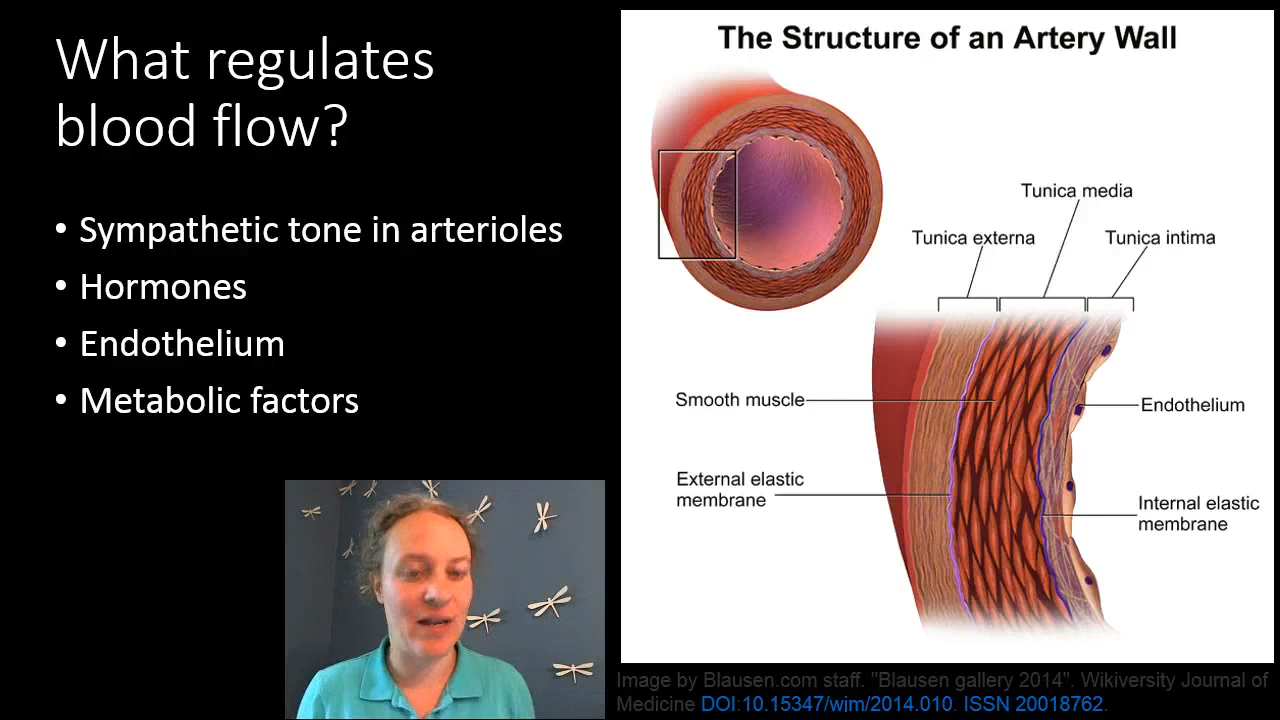 What regulates
blood flow?
• Sympathetic tone in arterioles
• Hormones
• Endothelium
• Metabolic factors
The Structure of an Artery Wall
Tunica media
Tunica externa
Tunica intima
Smooth muscle
Endothelium
External elastic
membrane
Internal elastic
membrane
Image by Blausen.com staff. "Blausen gallery 2014". Wikiversity Journal of
Medicine DOI:10.15347/wjm/2014.010. ISSN 20018762.